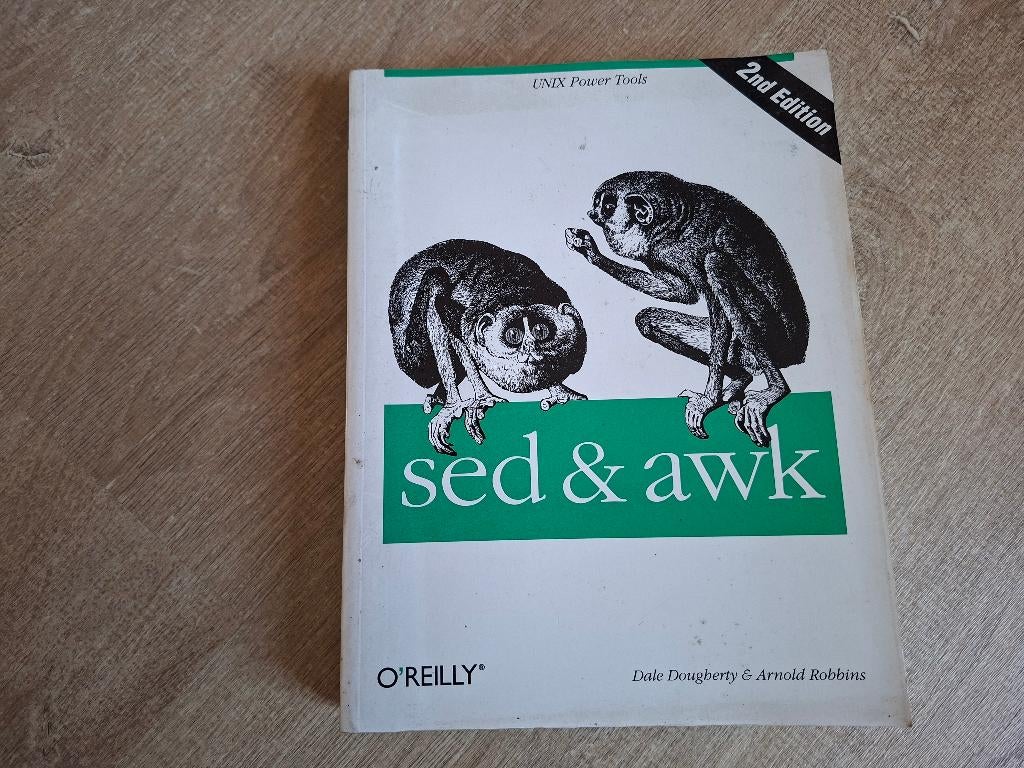 UNIX Power Tools
2nd Edition
sed & awk
O'REILLY®
Dale Dougherty & Arnold Robbins